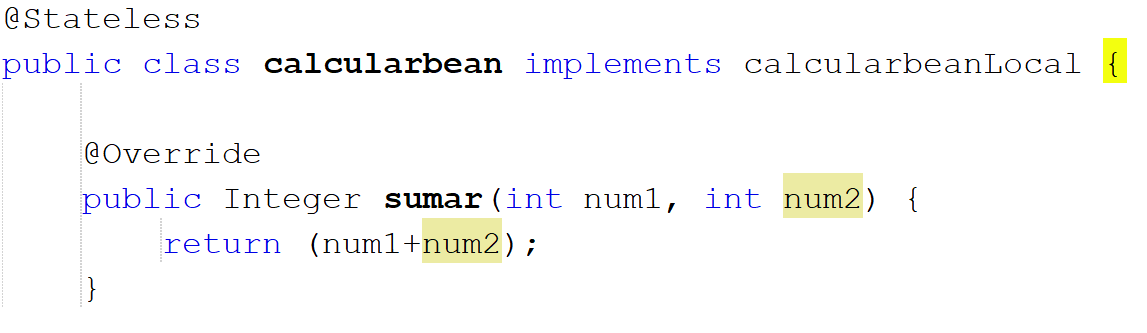 @Stateless
public class calcularbean implements calcularbeanLocal {
@Override
public Integer sumar(int num1, int num2) {
return (num1+num2);
}